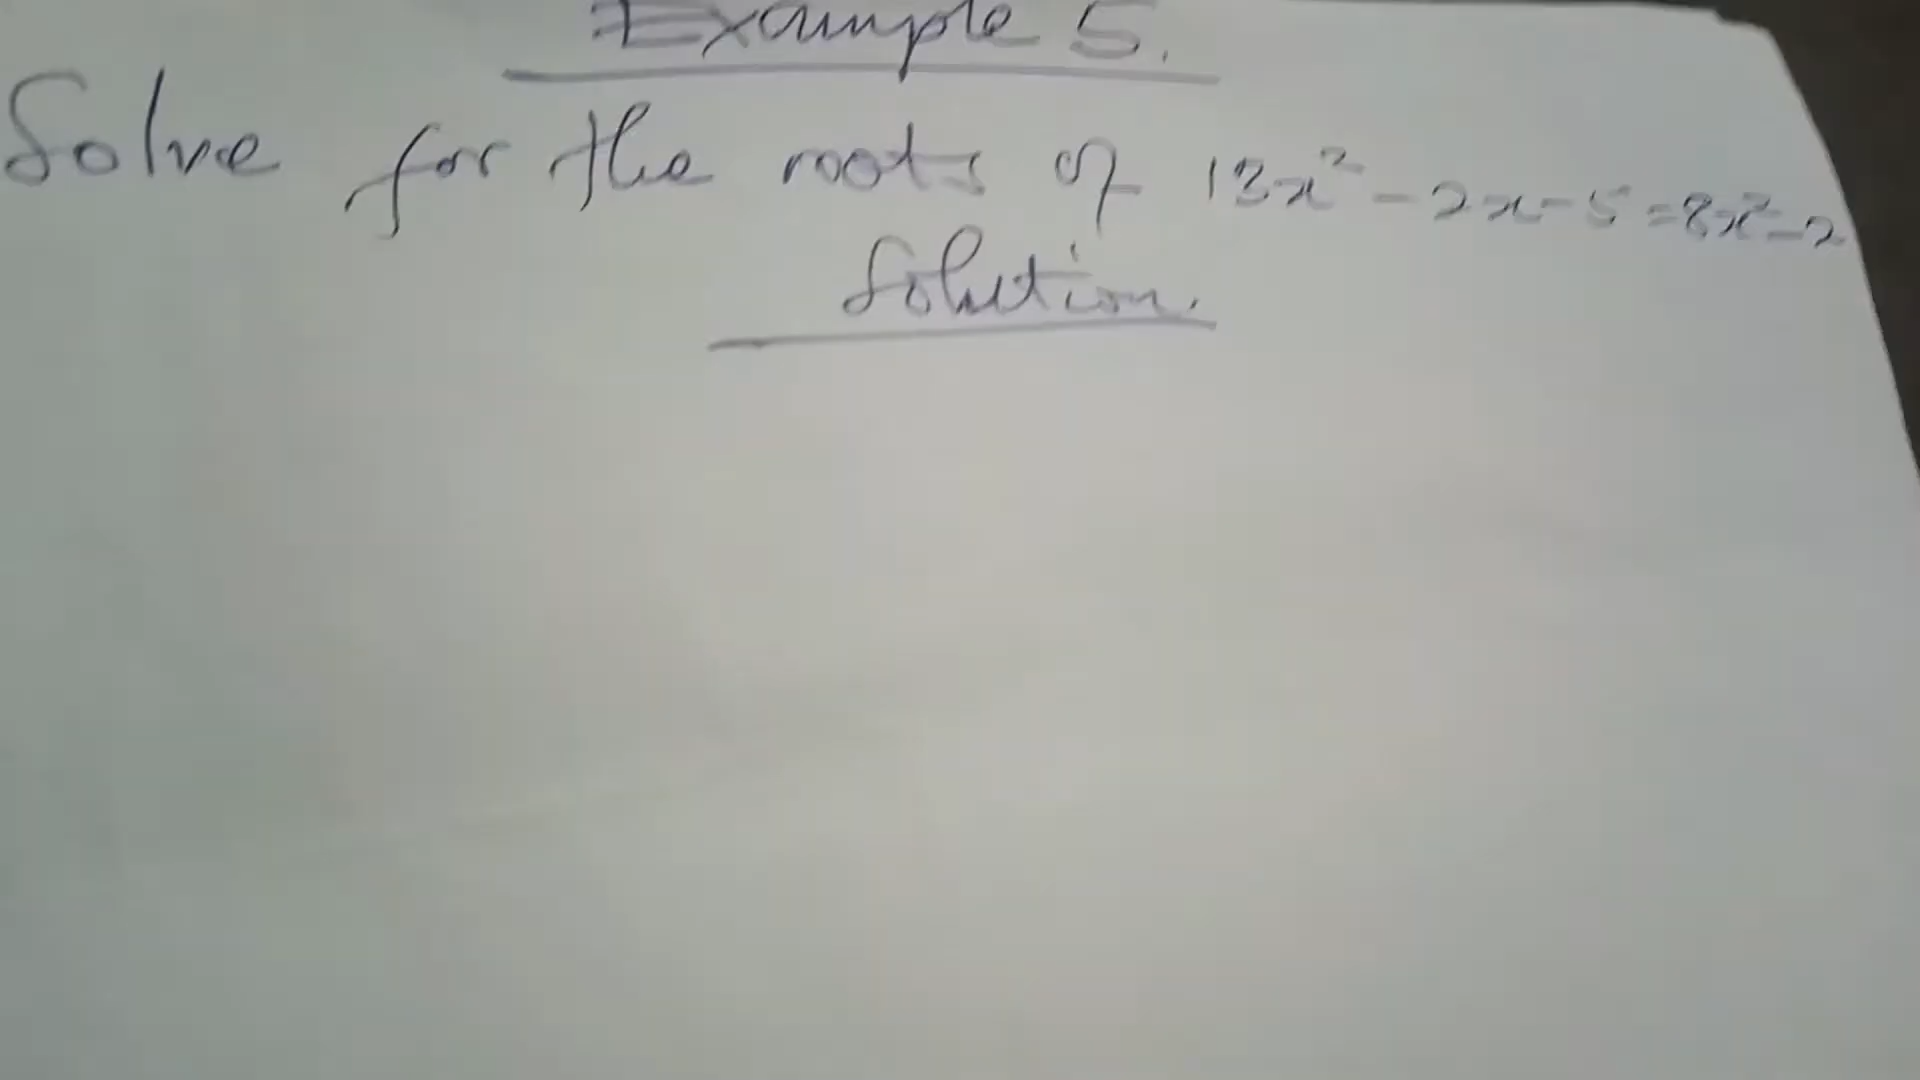 Example 5.
Solve for the roots of 13x² - 2x - 5 = 8x² - 2
Solution.